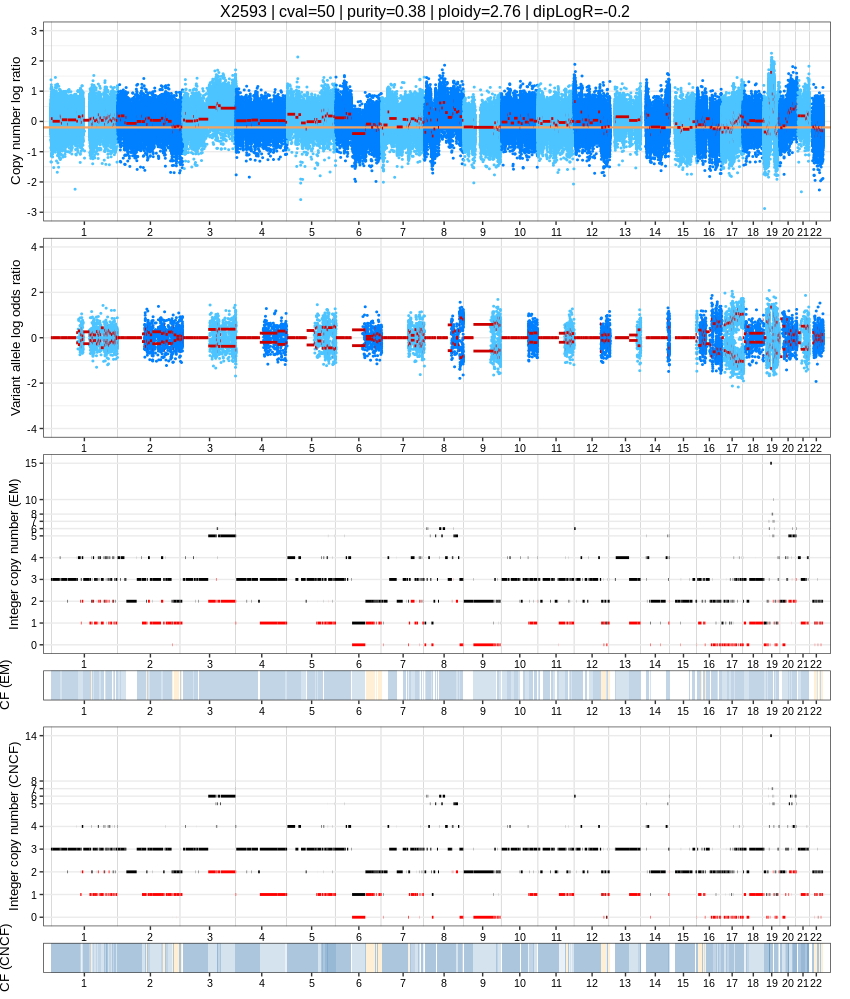 X2593 | cval=50 | purity=0.38 | ploidy=2.76 | dipLogR=-0.2
Copy number log ratio
3
2
1
0
-1
-2
-3
1 2 3 4 5 6 7 8 9 10 11 12 13 14 15 16 17 18 19 20 21 22
Variant allele log odds ratio
4
2
0
-2
-4
1 2 3 4 5 6 7 8 9 10 11 12 13 14 15 16 17 18 19 20 21 22
Integer copy number (EM)
15
10
8
7
6
5
4
3
2
1
0
1 2 3 4 5 6 7 8 9 10 11 12 13 14 15 16 17 18 19 20 21 22
CF (EM)
1 2 3 4 5 6 7 8 9 10 11 12 13 14 15 16 17 18 19 20 21 22
Integer copy number (CNCF)
14
8
7
6
5
4
3
2
1
0
1 2 3 4 5 6 7 8 9 10 11 12 13 14 15 16 17 18 19 20 21 22
CF (CNCF)
1 2 3 4 5 6 7 8 9 10 11 12 13 14 15 16 17 18 19 20 21 22